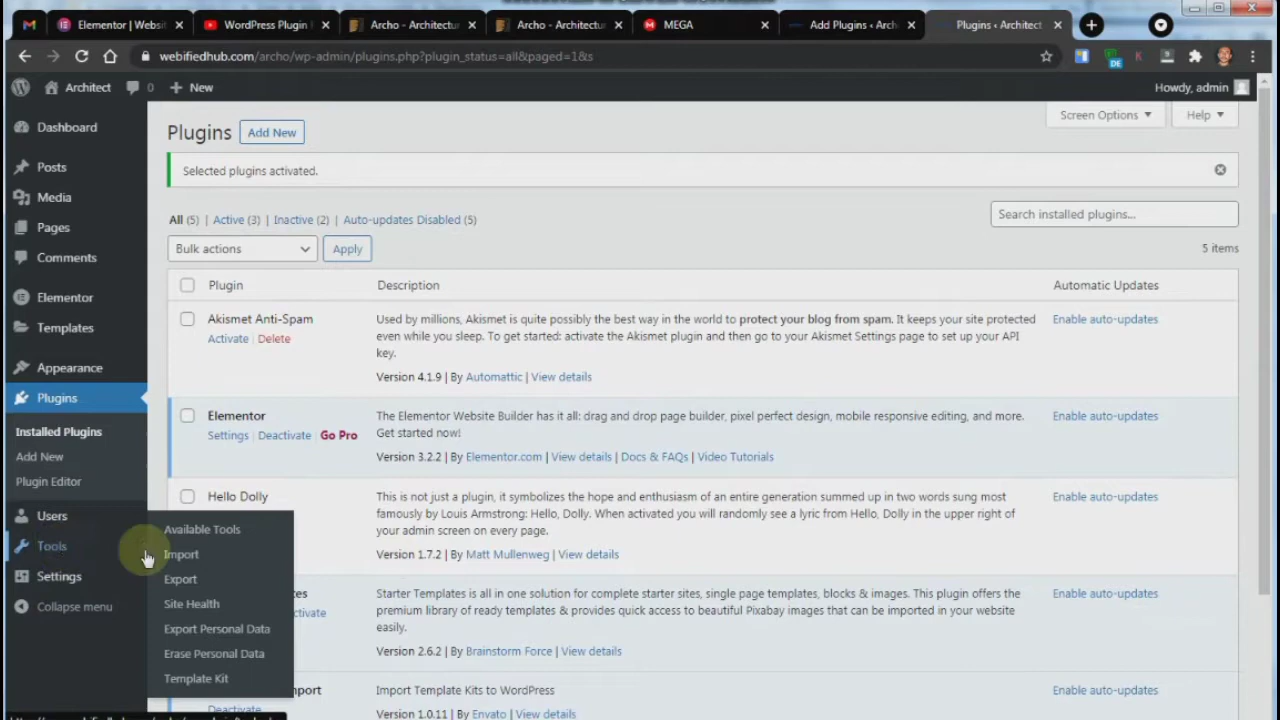 Elementor | Websit
WordPress Plugin
Archo - Architectur
Archo - Architectur
MEGA
Add Plugins ‹ Arch
Plugins ‹ Architect
webifiedhub.com/archo/wp-admin/plugins.php?plugin_status=all&paged=1&s
DE
K
Architect
0
New
Howdy, admin
Dashboard
Posts
Media
Pages
Comments
Elementor
Templates
Appearance
Plugins
Installed Plugins
Add New
Plugin Editor
Users
Tools
Settings
Collapse menu
Available Tools
Import
Export
Site Health
Export Personal Data
Erase Personal Data
Template Kit
Screen Options
Help
Plugins
Add New
Selected plugins activated.
All (5) | Active (3) | Inactive (2) | Auto-updates Disabled (5)
Search installed plugins...
Bulk actions
Apply
5 items
Plugin
Description
Automatic Updates
Akismet Anti-Spam
Activate | Delete
Used by millions, Akismet is quite possibly the best way in the world to protect your blog from spam. It keeps your site protected
even while you sleep. To get started: activate the Akismet plugin and then go to your Akismet Settings page to set up your API
key.
Version 4.1.9 | By Automattic | View details
Enable auto-updates
Elementor
Settings | Deactivate | Go Pro
The Elementor Website Builder has it all: drag and drop page builder, pixel perfect design, mobile responsive editing, and more.
Get started now!
Version 3.2.2 | By Elementor.com | View details | Docs & FAQs | Video Tutorials
Enable auto-updates
Hello Dolly
This is not just a plugin, it symbolizes the hope and enthusiasm of an entire generation summed up in two words sung most
famously by Louis Armstrong: Hello, Dolly. When activated you will randomly see a lyric from Hello, Dolly in the upper right of
your admin screen on every page.
Version 1.7.2 | By Matt Mullenweg | View details
Enable auto-updates
es
ctivate
Starter Templates is all in one solution for complete starter sites, single page templates, blocks & images. This plugin offers the
premium library of ready templates & provides quick access to beautiful Pixabay images that can be imported in your website
easily.
Version 2.6.2 | By Brainstorm Force | View details
Enable auto-updates
port
Deactivate
Import Template Kits to WordPress
Version 1.0.11 | By Envato | View details
Enable auto-updates